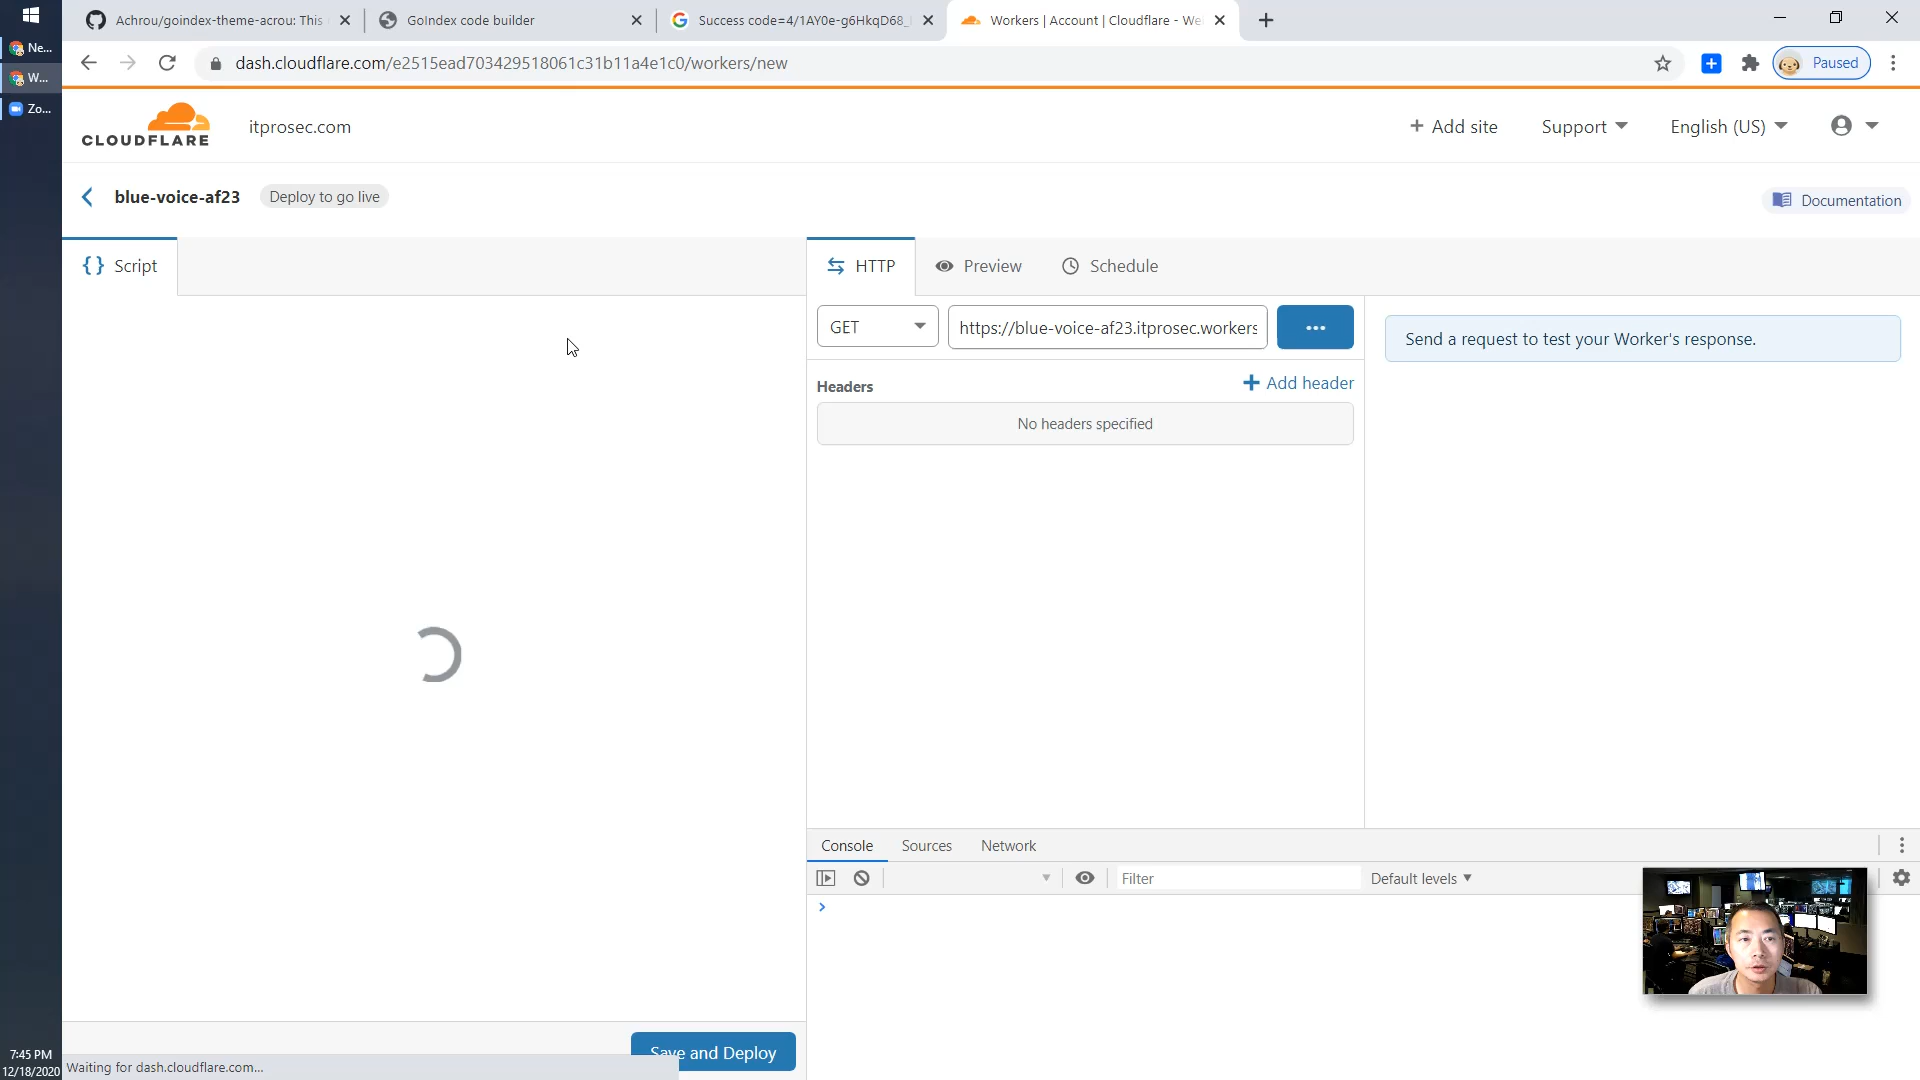 Achrou/goindex-theme-acrou: This
GoIndex code builder
Success code=4/1AY0e-g6HkqD68_
Workers | Account | Cloudflare - We
Ne...
W...
Zo...
dash.cloudflare.com/e2515ead703429518061c31b11a4e1c0/workers/new
Paused
CLOUDFLARE
itprosec.com
+ Add site
Support
English (US)
blue-voice-af23
Deploy to go live
Documentation
{} Script
HTTP
Preview
Schedule
GET
https://blue-voice-af23.itprosec.workers
...
Send a request to test your Worker's response.
Headers
+ Add header
No headers specified
Console
Sources
Network
Filter
Default levels
Save and Deploy
Waiting for dash.cloudflare.com...
7:45 PM
12/18/2020